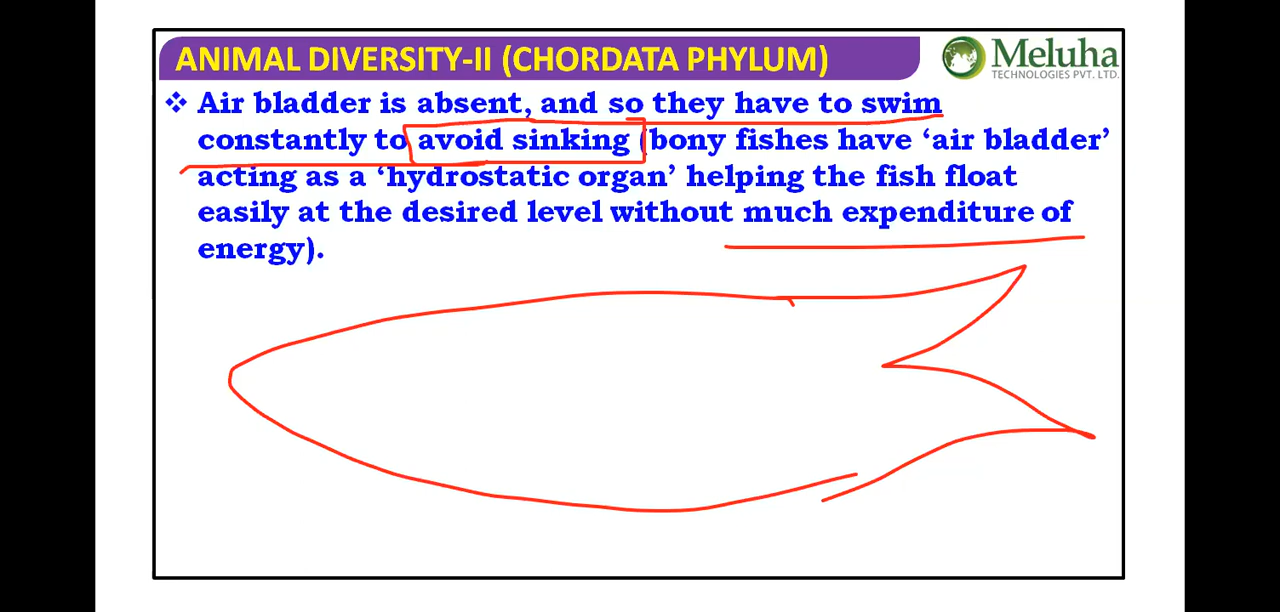 ANIMAL DIVERSITY-II (CHORDATA PHYLUM)
Meluha
TECHNOLOGIES PVT. LTD.
❖ Air bladder is absent, and so they have to swim
constantly to avoid sinking (bony fishes have ‘air bladder’
acting as a ‘hydrostatic organ’ helping the fish float
easily at the desired level without much expenditure of
energy).